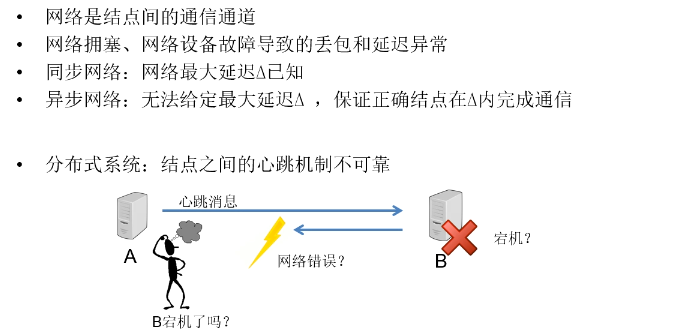 • 网络是结点间的通信通道
• 网络拥塞、网络设备故障导致的丢包和延迟异常
• 同步网络：网络最大延迟Δ已知
• 异步网络：无法给定最大延迟Δ ，保证正确结点在Δ内完成通信
• 分布式系统：结点之间的心跳机制不可靠
心跳消息
宕机？
A
网络错误？
B
B宕机了吗？